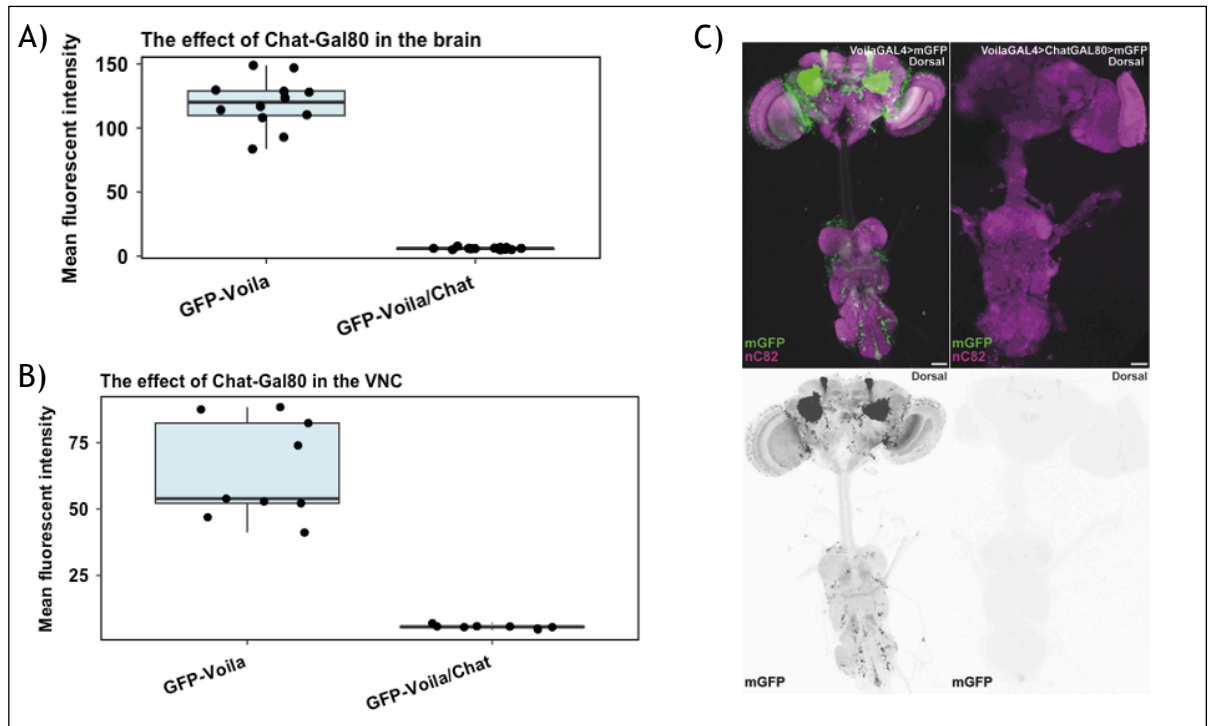 A)
The effect of Chat-Gal80 in the brain
Mean fluorescent intensity
150
100
50
0
GFP-Voila
GFP-Voila/Chat
B)
The effect of Chat-Gal80 in the VNC
Mean fluorescent intensity
75
50
25
GFP-Voila
GFP-Voila/Chat
C)
VoilaGAL4>mGFP
Dorsal
VoilaGAL4>ChatGAL80>mGFP
Dorsal
mGFP
nC82
mGFP
nC82
Dorsal
Dorsal
mGFP
mGFP